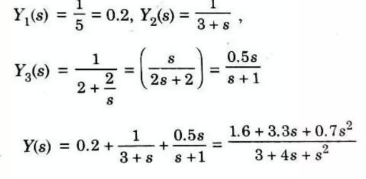 Y₁(s) = 1/5 = 0.2, Y₂(s) = 1/(3 + s) ,
Y₃(s) = 1/(2 + 2/s) = (s/(2s + 2)) = 0.5s/(s + 1)
Y(s) = 0.2 + 1/(3 + s) + 0.5s/(s + 1) = (1.6 + 3.3s + 0.7s²)/(3 + 4s + s²)